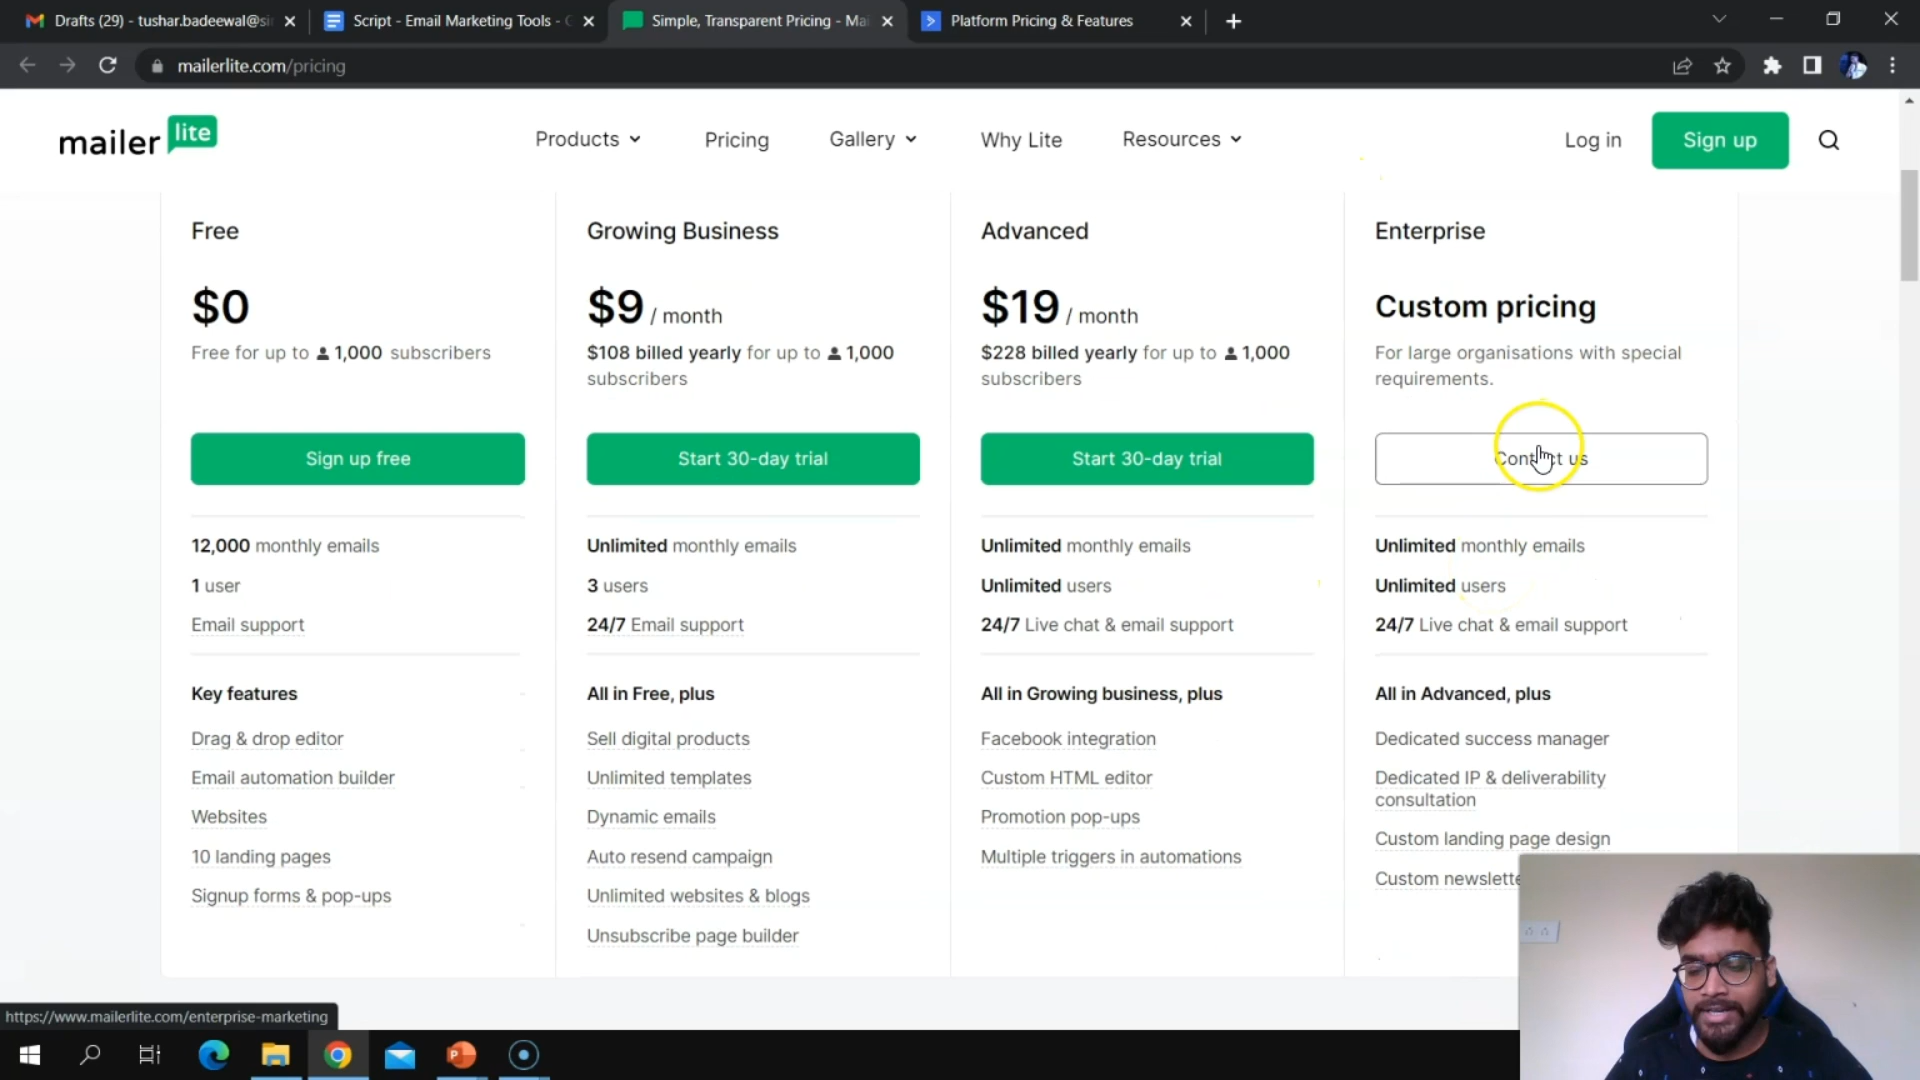 Drafts (29) - tushar.badeewal@si
Script - Email Marketing Tools -
Simple, Transparent Pricing - Mai
Platform Pricing & Features
mailerlite.com/pricing
mailer lite
Products
Pricing
Gallery
Why Lite
Resources
Log in
Sign up
Free
$0
Free for up to 1,000 subscribers
Sign up free
12,000 monthly emails
1 user
Email support
Key features
Drag & drop editor
Email automation builder
Websites
10 landing pages
Signup forms & pop-ups
Growing Business
$9 / month
$108 billed yearly for up to 1,000
subscribers
Start 30-day trial
Unlimited monthly emails
3 users
24/7 Email support
All in Free, plus
Sell digital products
Unlimited templates
Dynamic emails
Auto resend campaign
Unlimited websites & blogs
Unsubscribe page builder
Advanced
$19 / month
$228 billed yearly for up to 1,000
subscribers
Start 30-day trial
Unlimited monthly emails
Unlimited users
24/7 Live chat & email support
All in Growing business, plus
Facebook integration
Custom HTML editor
Promotion pop-ups
Multiple triggers in automations
Enterprise
Custom pricing
For large organisations with special
requirements.
Contact us
Unlimited monthly emails
Unlimited users
24/7 Live chat & email support
All in Advanced, plus
Dedicated success manager
Dedicated IP & deliverability
consultation
Custom landing page design
Custom newslette
https://www.mailerlite.com/enterprise-marketing